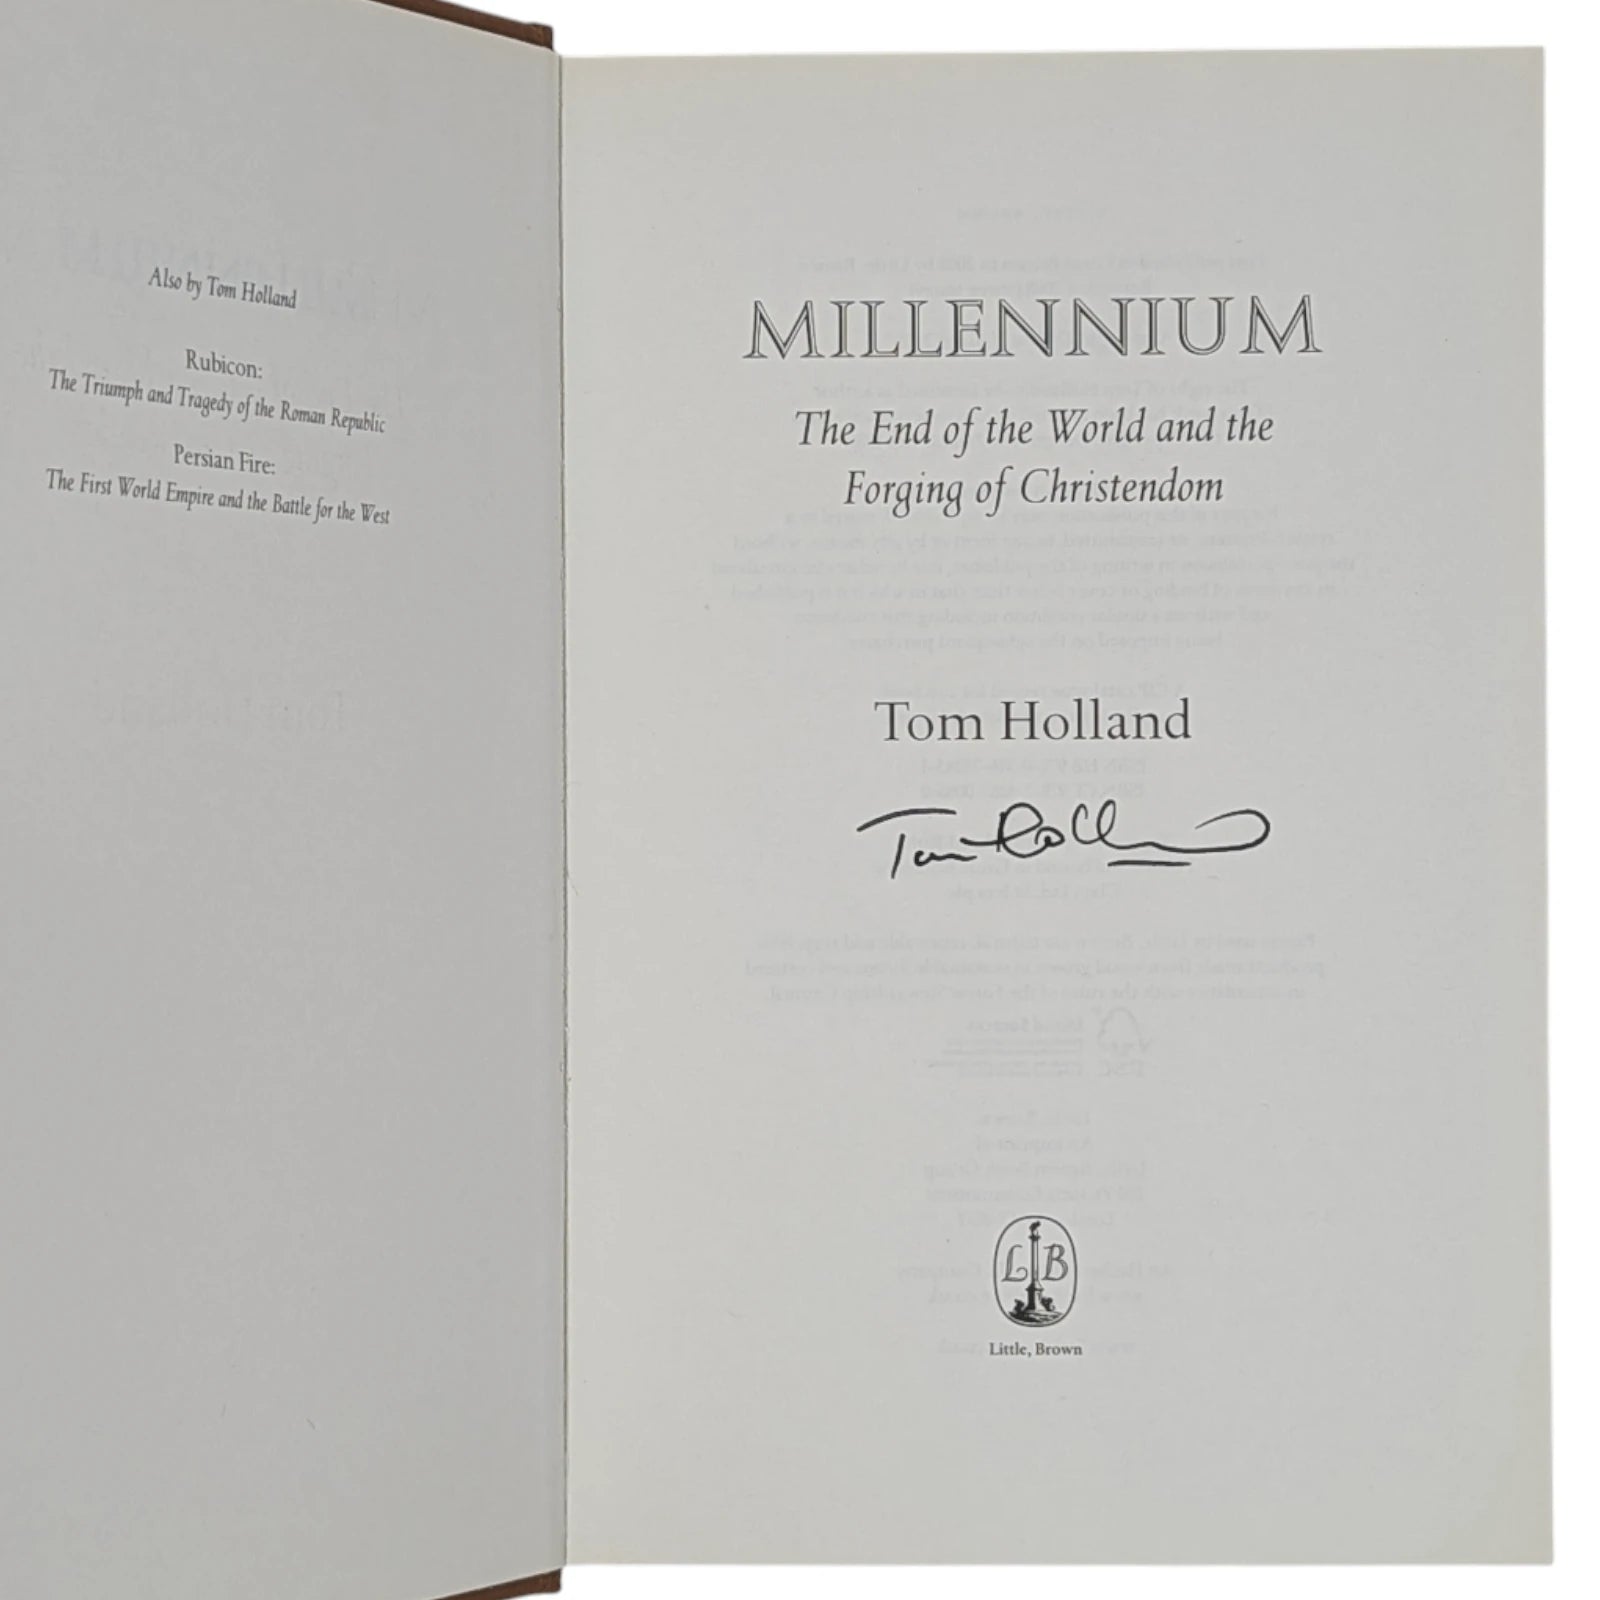 Also by Tom Holland
Rubicon:
The Triumph and Tragedy of the Roman Republic
Persian Fire:
The First World Empire and the Battle for the West
MILLENNIUM
The End of the World and the
Forging of Christendom
Tom Holland
Tom Holland
L B
Little, Brown